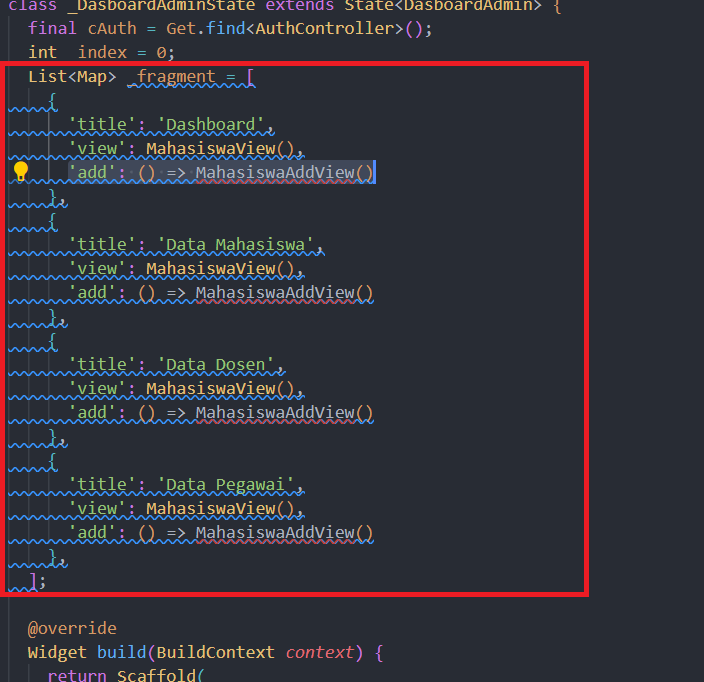 class _DasboardAdminState extends State<DasboardAdmin> {
final cAuth = Get.find<AuthController>();
int _index = 0;
List<Map> _fragment = [
{
'title': 'Dashboard',
'view': MahasiswaView(),
'add': () => MahasiswaAddView()
},
{
'title': 'Data Mahasiswa',
'view': MahasiswaView(),
'add': () => MahasiswaAddView()
},
{
'title': 'Data Dosen',
'view': MahasiswaView(),
'add': () => MahasiswaAddView()
},
{
'title': 'Data Pegawai',
'view': MahasiswaView(),
'add': () => MahasiswaAddView()
},
];
@override
Widget build(BuildContext context) {
return Scaffold(